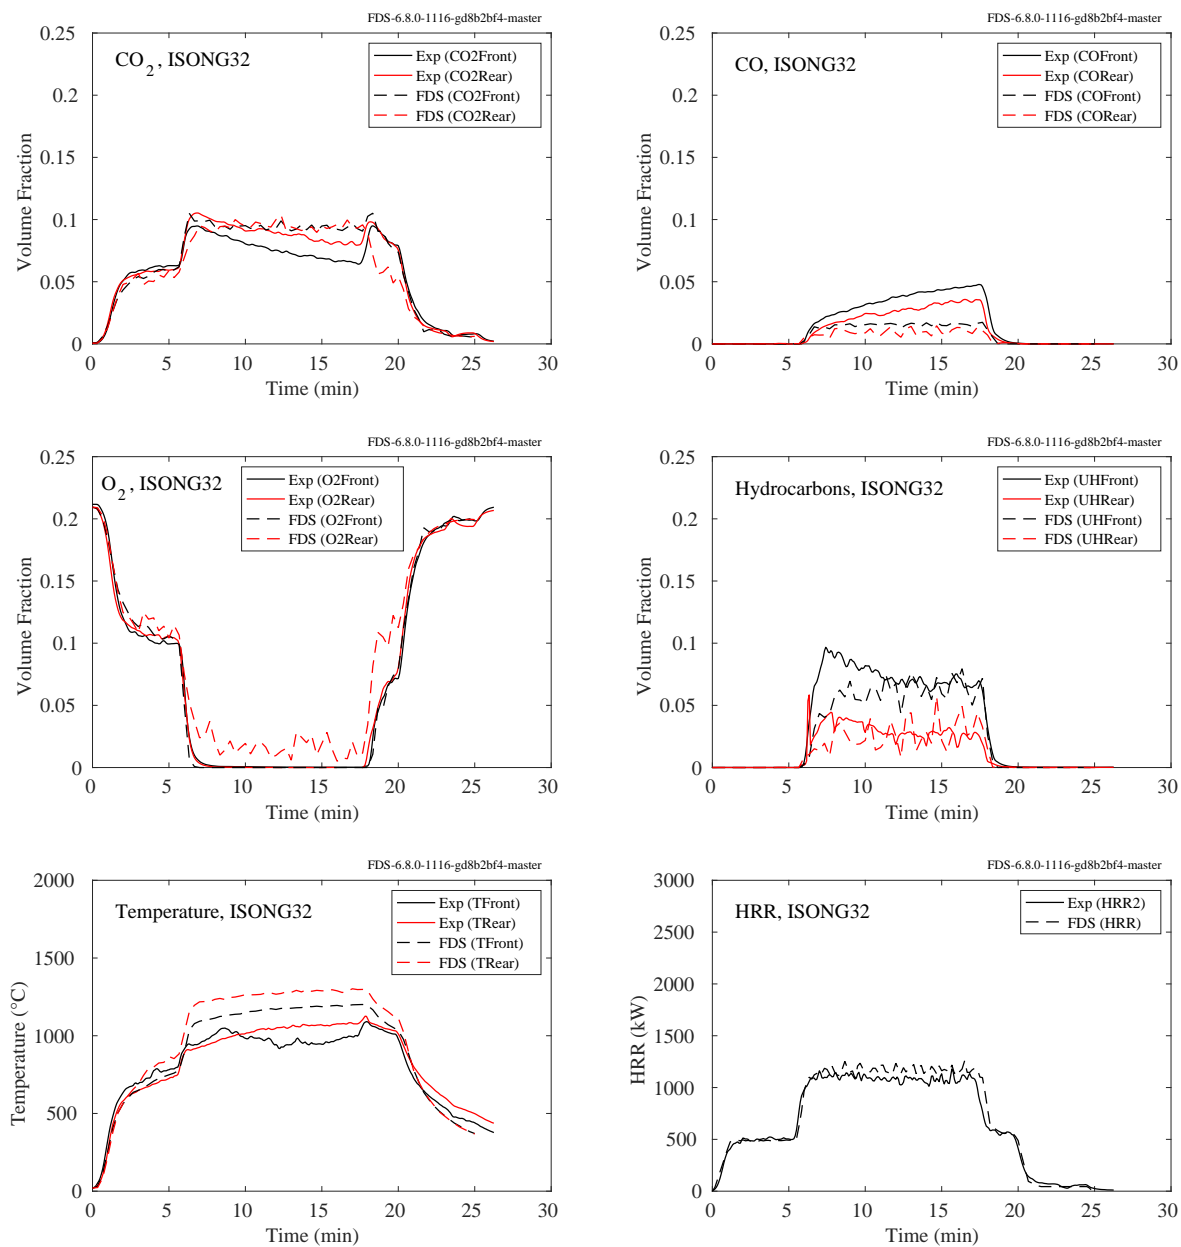 FDS-6.8.0-1116-gd8b2bf4-master
CO2, ISONG32
Exp (CO2Front)
Exp (CO2Rear)
FDS (CO2Front)
FDS (CO2Rear)
Volume Fraction
0.25
0.2
0.15
0.1
0.05
0
0 5 10 15 20 25 30
Time (min)
FDS-6.8.0-1116-gd8b2bf4-master
CO, ISONG32
Exp (COFront)
Exp (CORear)
FDS (COFront)
FDS (CORear)
Volume Fraction
0.25
0.2
0.15
0.1
0.05
0
0 5 10 15 20 25 30
Time (min)
FDS-6.8.0-1116-gd8b2bf4-master
O2, ISONG32
Exp (O2Front)
Exp (O2Rear)
FDS (O2Front)
FDS (O2Rear)
Volume Fraction
0.25
0.2
0.15
0.1
0.05
0
0 5 10 15 20 25 30
Time (min)
FDS-6.8.0-1116-gd8b2bf4-master
Hydrocarbons, ISONG32
Exp (UHFront)
Exp (UHRear)
FDS (UHFront)
FDS (UHRear)
Volume Fraction
0.25
0.2
0.15
0.1
0.05
0
0 5 10 15 20 25 30
Time (min)
FDS-6.8.0-1116-gd8b2bf4-master
Temperature, ISONG32
Exp (TFront)
Exp (TRear)
FDS (TFront)
FDS (TRear)
Temperature (°C)
2000
1500
1000
500
0
0 5 10 15 20 25 30
Time (min)
FDS-6.8.0-1116-gd8b2bf4-master
HRR, ISONG32
Exp (HRR2)
FDS (HRR)
HRR (kW)
3000
2500
2000
1500
1000
500
0
0 5 10 15 20 25 30
Time (min)